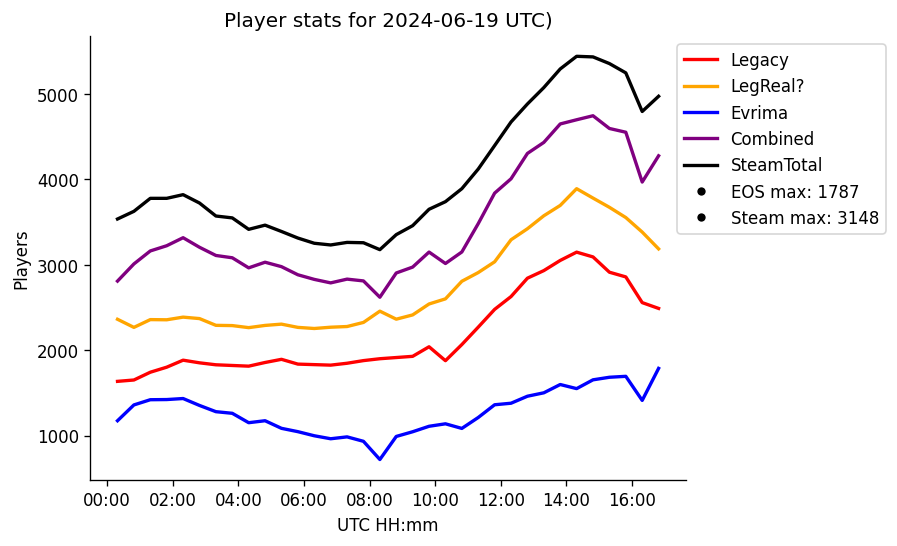 Player stats for 2024-06-19 UTC)
Legacy
LegReal?
Evrima
Combined
SteamTotal
EOS max: 1787
Steam max: 3148
Players
5000
4000
3000
2000
1000
00:00 02:00 04:00 06:00 08:00 10:00 12:00 14:00 16:00
UTC HH:mm